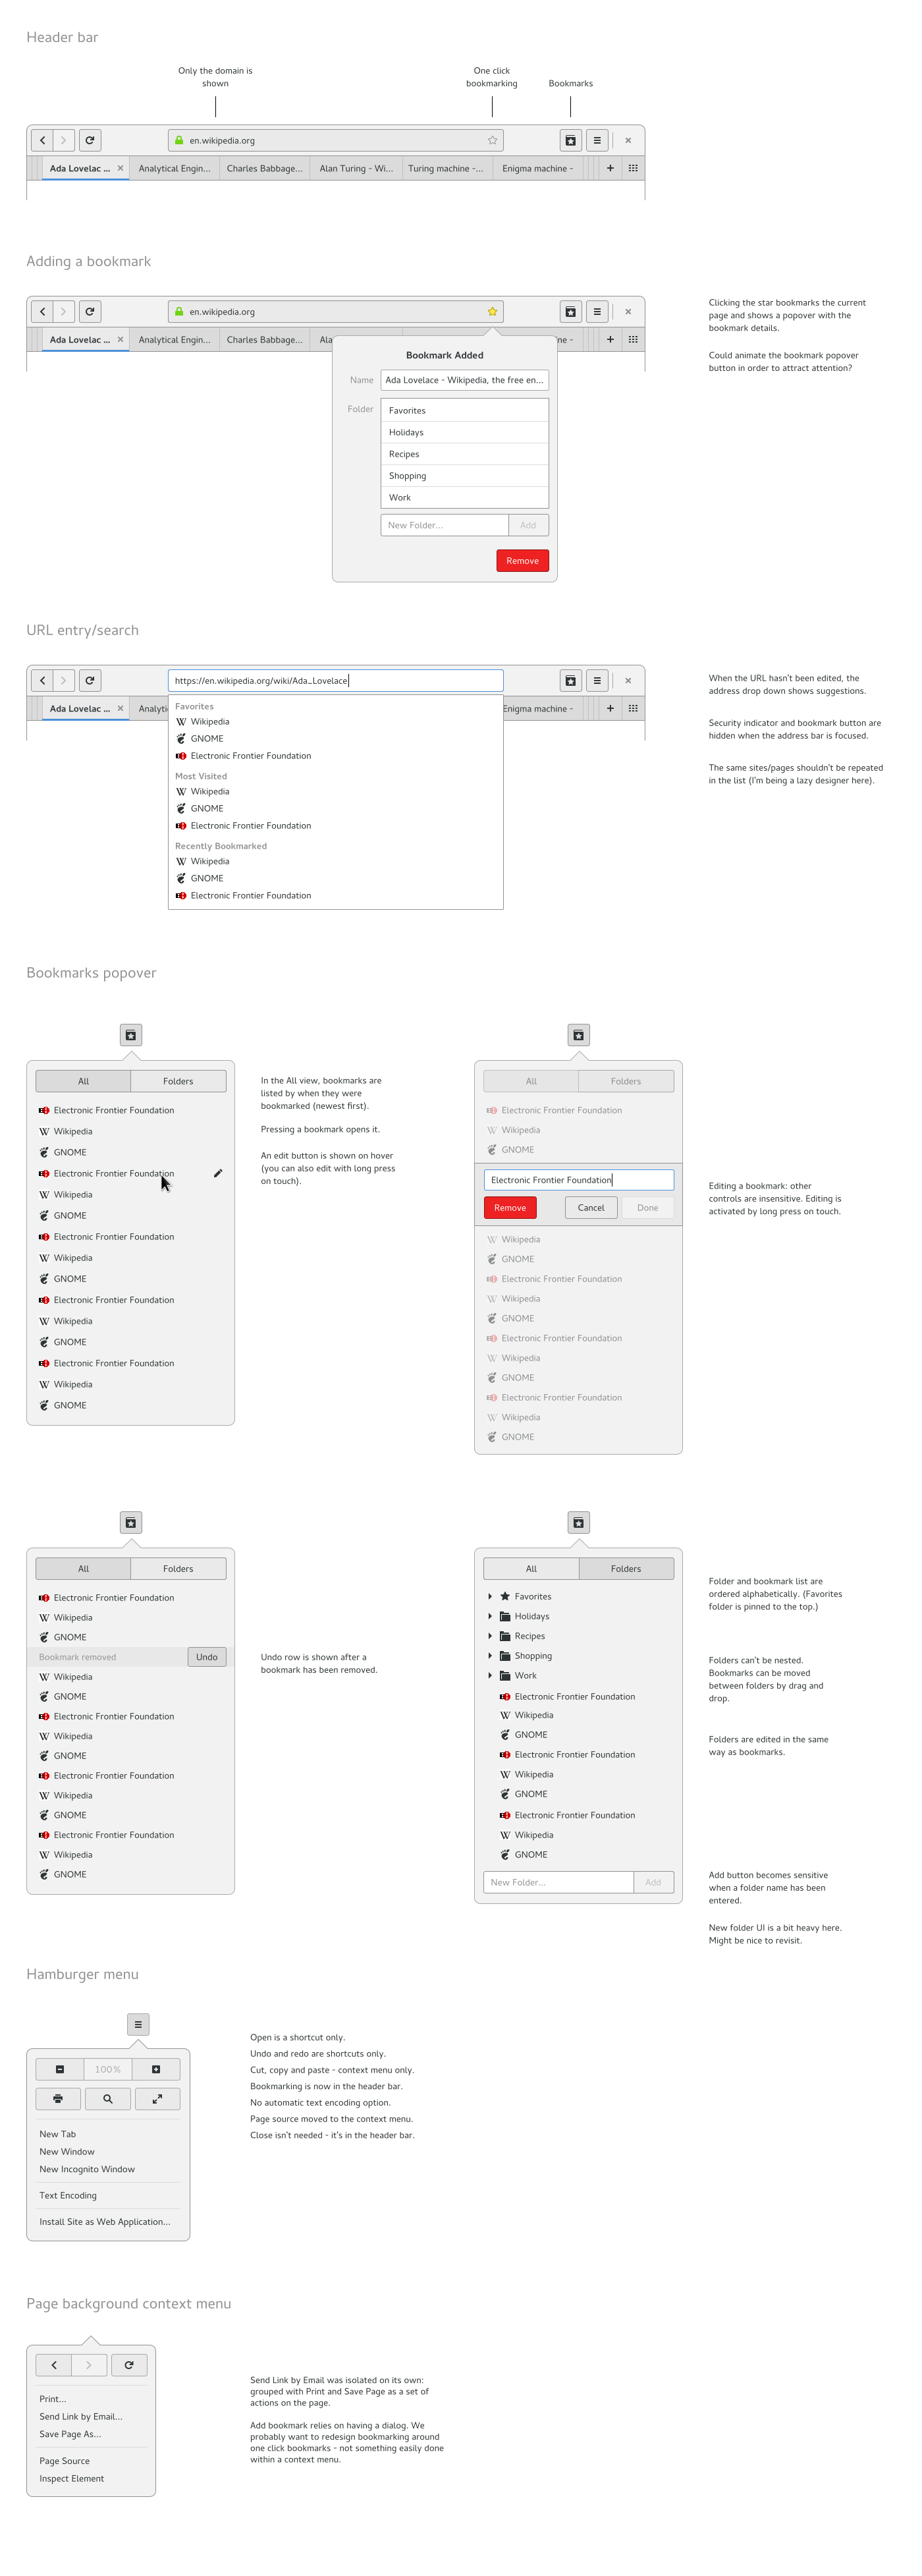 Header bar
Only the domain is
shown
One click
bookmarking
Bookmarks
en.wikipedia.org
Ada Lovelac ...
Analytical Engin...
Charles Babbage...
Alan Turing - Wi...
Turing machine -...
Enigma machine -
Adding a bookmark
en.wikipedia.org
Ada Lovelac ...
Analytical Engin...
Charles Babbage...
Ala
ine -
Bookmark Added
Name
Ada Lovelace - Wikipedia, the free en...
Folder
Favorites
Holidays
Recipes
Shopping
Work
New Folder...
Add
Remove
Clicking the star bookmarks the current
page and shows a popover with the
bookmark details.
Could animate the bookmark popover
button in order to attract attention?
URL entry/search
https://en.wikipedia.org/wiki/Ada_Lovelace
Ada Lovelac ...
Analyti
Enigma machine -
Favorites
Wikipedia
GNOME
Electronic Frontier Foundation
Most Visited
Wikipedia
GNOME
Electronic Frontier Foundation
Recently Bookmarked
Wikipedia
GNOME
Electronic Frontier Foundation
When the URL hasn't been edited, the
address drop down shows suggestions.
Security indicator and bookmark button are
hidden when the address bar is focused.
The same sites/pages shouldn't be repeated
in the list (I'm being a lazy designer here).
Bookmarks popover
All
Folders
Electronic Frontier Foundation
Wikipedia
GNOME
Electronic Frontier Foundation
Wikipedia
GNOME
Electronic Frontier Foundation
Wikipedia
GNOME
Electronic Frontier Foundation
Wikipedia
GNOME
Electronic Frontier Foundation
Wikipedia
GNOME
In the All view, bookmarks are
listed by when they were
bookmarked (newest first).
Pressing a bookmark opens it.
An edit button is shown on hover
(you can also edit with long press
on touch).
All
Folders
Electronic Frontier Foundation
Wikipedia
GNOME
Electronic Frontier Foundation
Remove
Cancel
Done
Wikipedia
GNOME
Electronic Frontier Foundation
Wikipedia
GNOME
Electronic Frontier Foundation
Wikipedia
GNOME
Electronic Frontier Foundation
Wikipedia
GNOME
Editing a bookmark: other
controls are insensitive. Editing is
activated by long press on touch.
All
Folders
Electronic Frontier Foundation
Wikipedia
GNOME
Bookmark removed
Undo
Wikipedia
GNOME
Electronic Frontier Foundation
Wikipedia
GNOME
Electronic Frontier Foundation
Wikipedia
GNOME
Electronic Frontier Foundation
Wikipedia
GNOME
Undo row is shown after a
bookmark has been removed.
All
Folders
Favorites
Holidays
Recipes
Shopping
Work
Electronic Frontier Foundation
Wikipedia
GNOME
Electronic Frontier Foundation
Wikipedia
GNOME
Electronic Frontier Foundation
Wikipedia
GNOME
New Folder...
Add
Folder and bookmark list are
ordered alphabetically. (Favorites
folder is pinned to the top.)
Folders can't be nested.
Bookmarks can be moved
between folders by drag and
drop.
Folders are edited in the same
way as bookmarks.
Add button becomes sensitive
when a folder name has been
entered.
New folder UI is a bit heavy here.
Might be nice to revisit.
Hamburger menu
100%
New Tab
New Window
New Incognito Window
Text Encoding
Install Site as Web Application...
Open is a shortcut only.
Undo and redo are shortcuts only.
Cut, copy and paste - context menu only.
Bookmarking is now in the header bar.
No automatic text encoding option.
Page source moved to the context menu.
Close isn't needed - it's in the header bar.
Page background context menu
Print...
Send Link by Email...
Save Page As...
Page Source
Inspect Element
Send Link by Email was isolated on its own:
grouped with Print and Save Page as a set of
actions on the page.
Add bookmark relies on having a dialog. We
probably want to redesign bookmarking around
one click bookmarks - not something easily done
within a context menu.